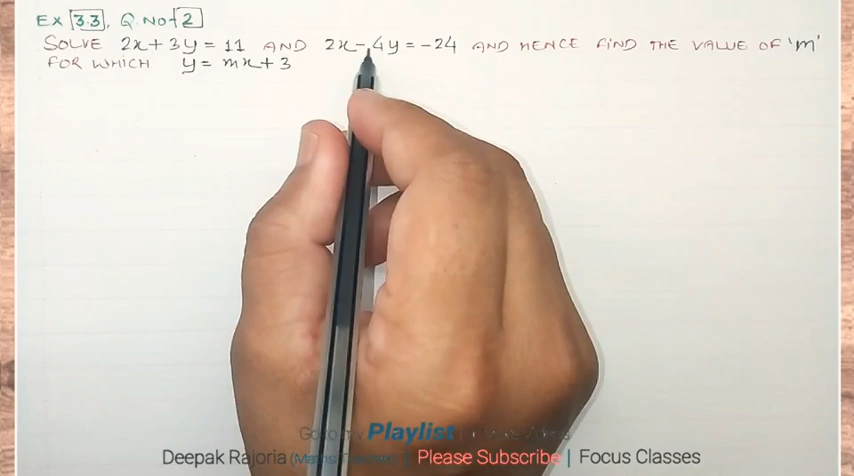 EX 3.3, Q. No 2
SOLVE 2x + 3y = 11 AND 2x - 4y = -24 AND HENCE FIND THE VALUE OF 'm'
FOR WHICH y = mx + 3
Playlist
Deepak Rajoria | Please Subscribe | Focus Classes